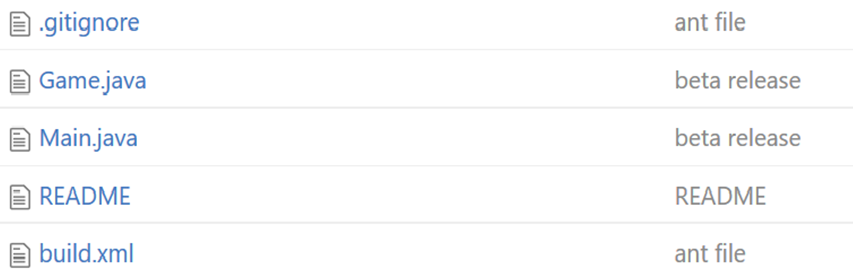 .gitignore ant file
Game.java beta release
Main.java beta release
README README
build.xml ant file